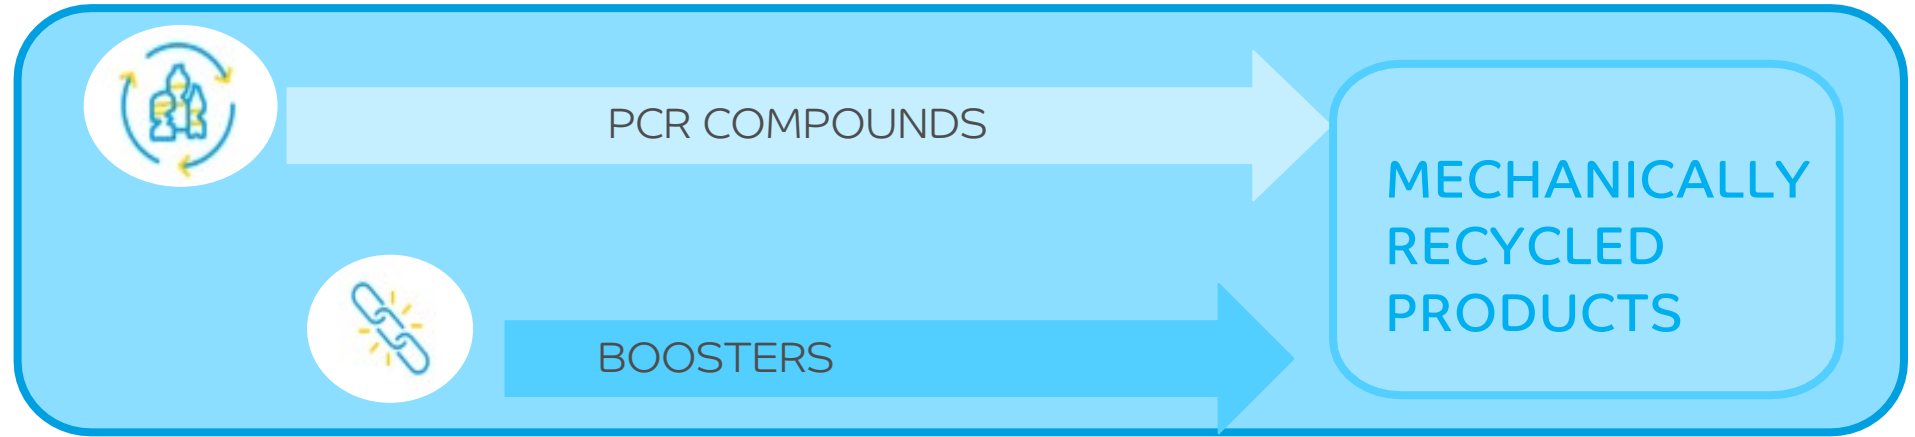 PCR COMPOUNDS
MECHANICALLY
RECYCLED
PRODUCTS
BOOSTERS